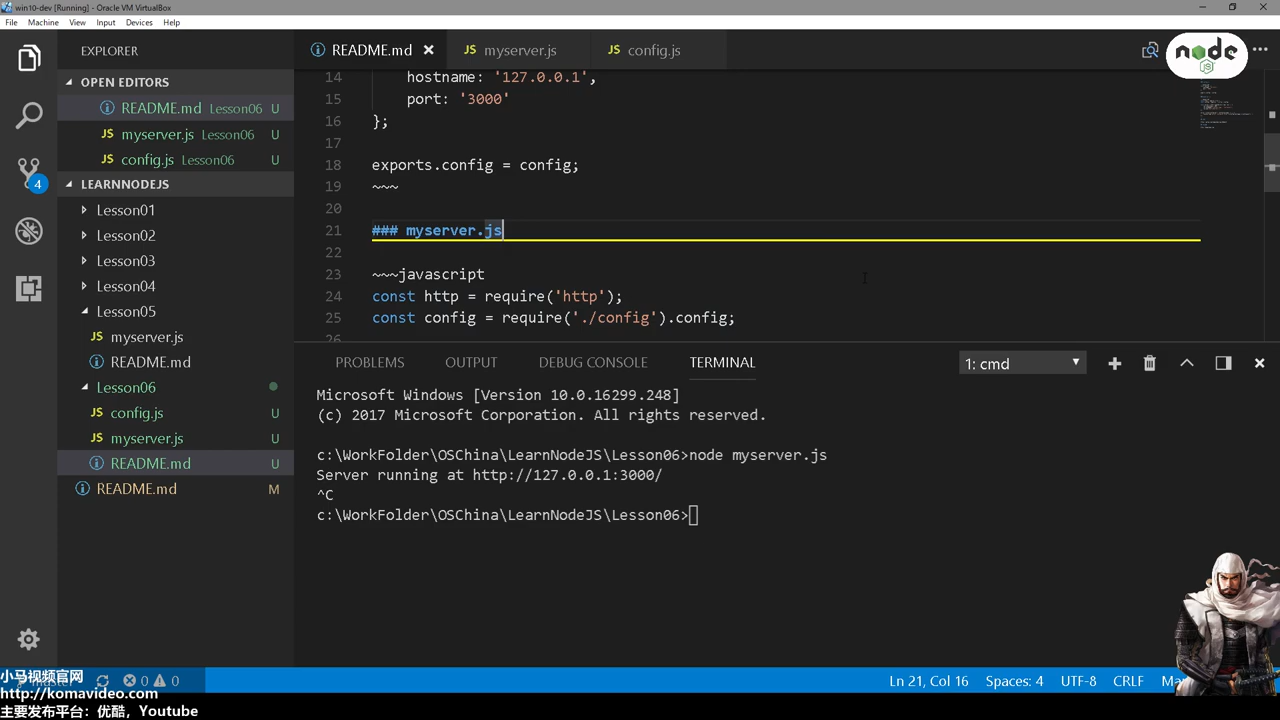 win10-dev [Running] - Oracle VM VirtualBox
File Machine View Input Devices Help
EXPLORER
OPEN EDITORS
README.md Lesson06 U
JS myserver.js Lesson06 U
JS config.js Lesson06 U
4
LEARNNODEJS
Lesson01
Lesson02
Lesson03
Lesson04
Lesson05
JS myserver.js
README.md
Lesson06
JS config.js U
JS myserver.js U
README.md U
README.md M
README.md JS myserver.js JS config.js
node
JS
14 hostname: '127.0.0.1',
15 port: '3000'
16 };
17
18 exports.config = config;
19 ~~~
20
21 ### myserver.js
22
23 ~~~javascript
24 const http = require('http');
25 const config = require('./config').config;
26
PROBLEMS OUTPUT DEBUG CONSOLE TERMINAL 1: cmd
Microsoft Windows [Version 10.0.16299.248]
(c) 2017 Microsoft Corporation. All rights reserved.
c:\WorkFolder\OSChina\LearnNodeJS\Lesson06>node myserver.js
Server running at http://127.0.0.1:3000/
^C
c:\WorkFolder\OSChina\LearnNodeJS\Lesson06>
0 0 Ln 21, Col 16 Spaces: 4 UTF-8 CRLF
小马视频官网
http://komavideo.com
主要发布平台：优酷，Youtube